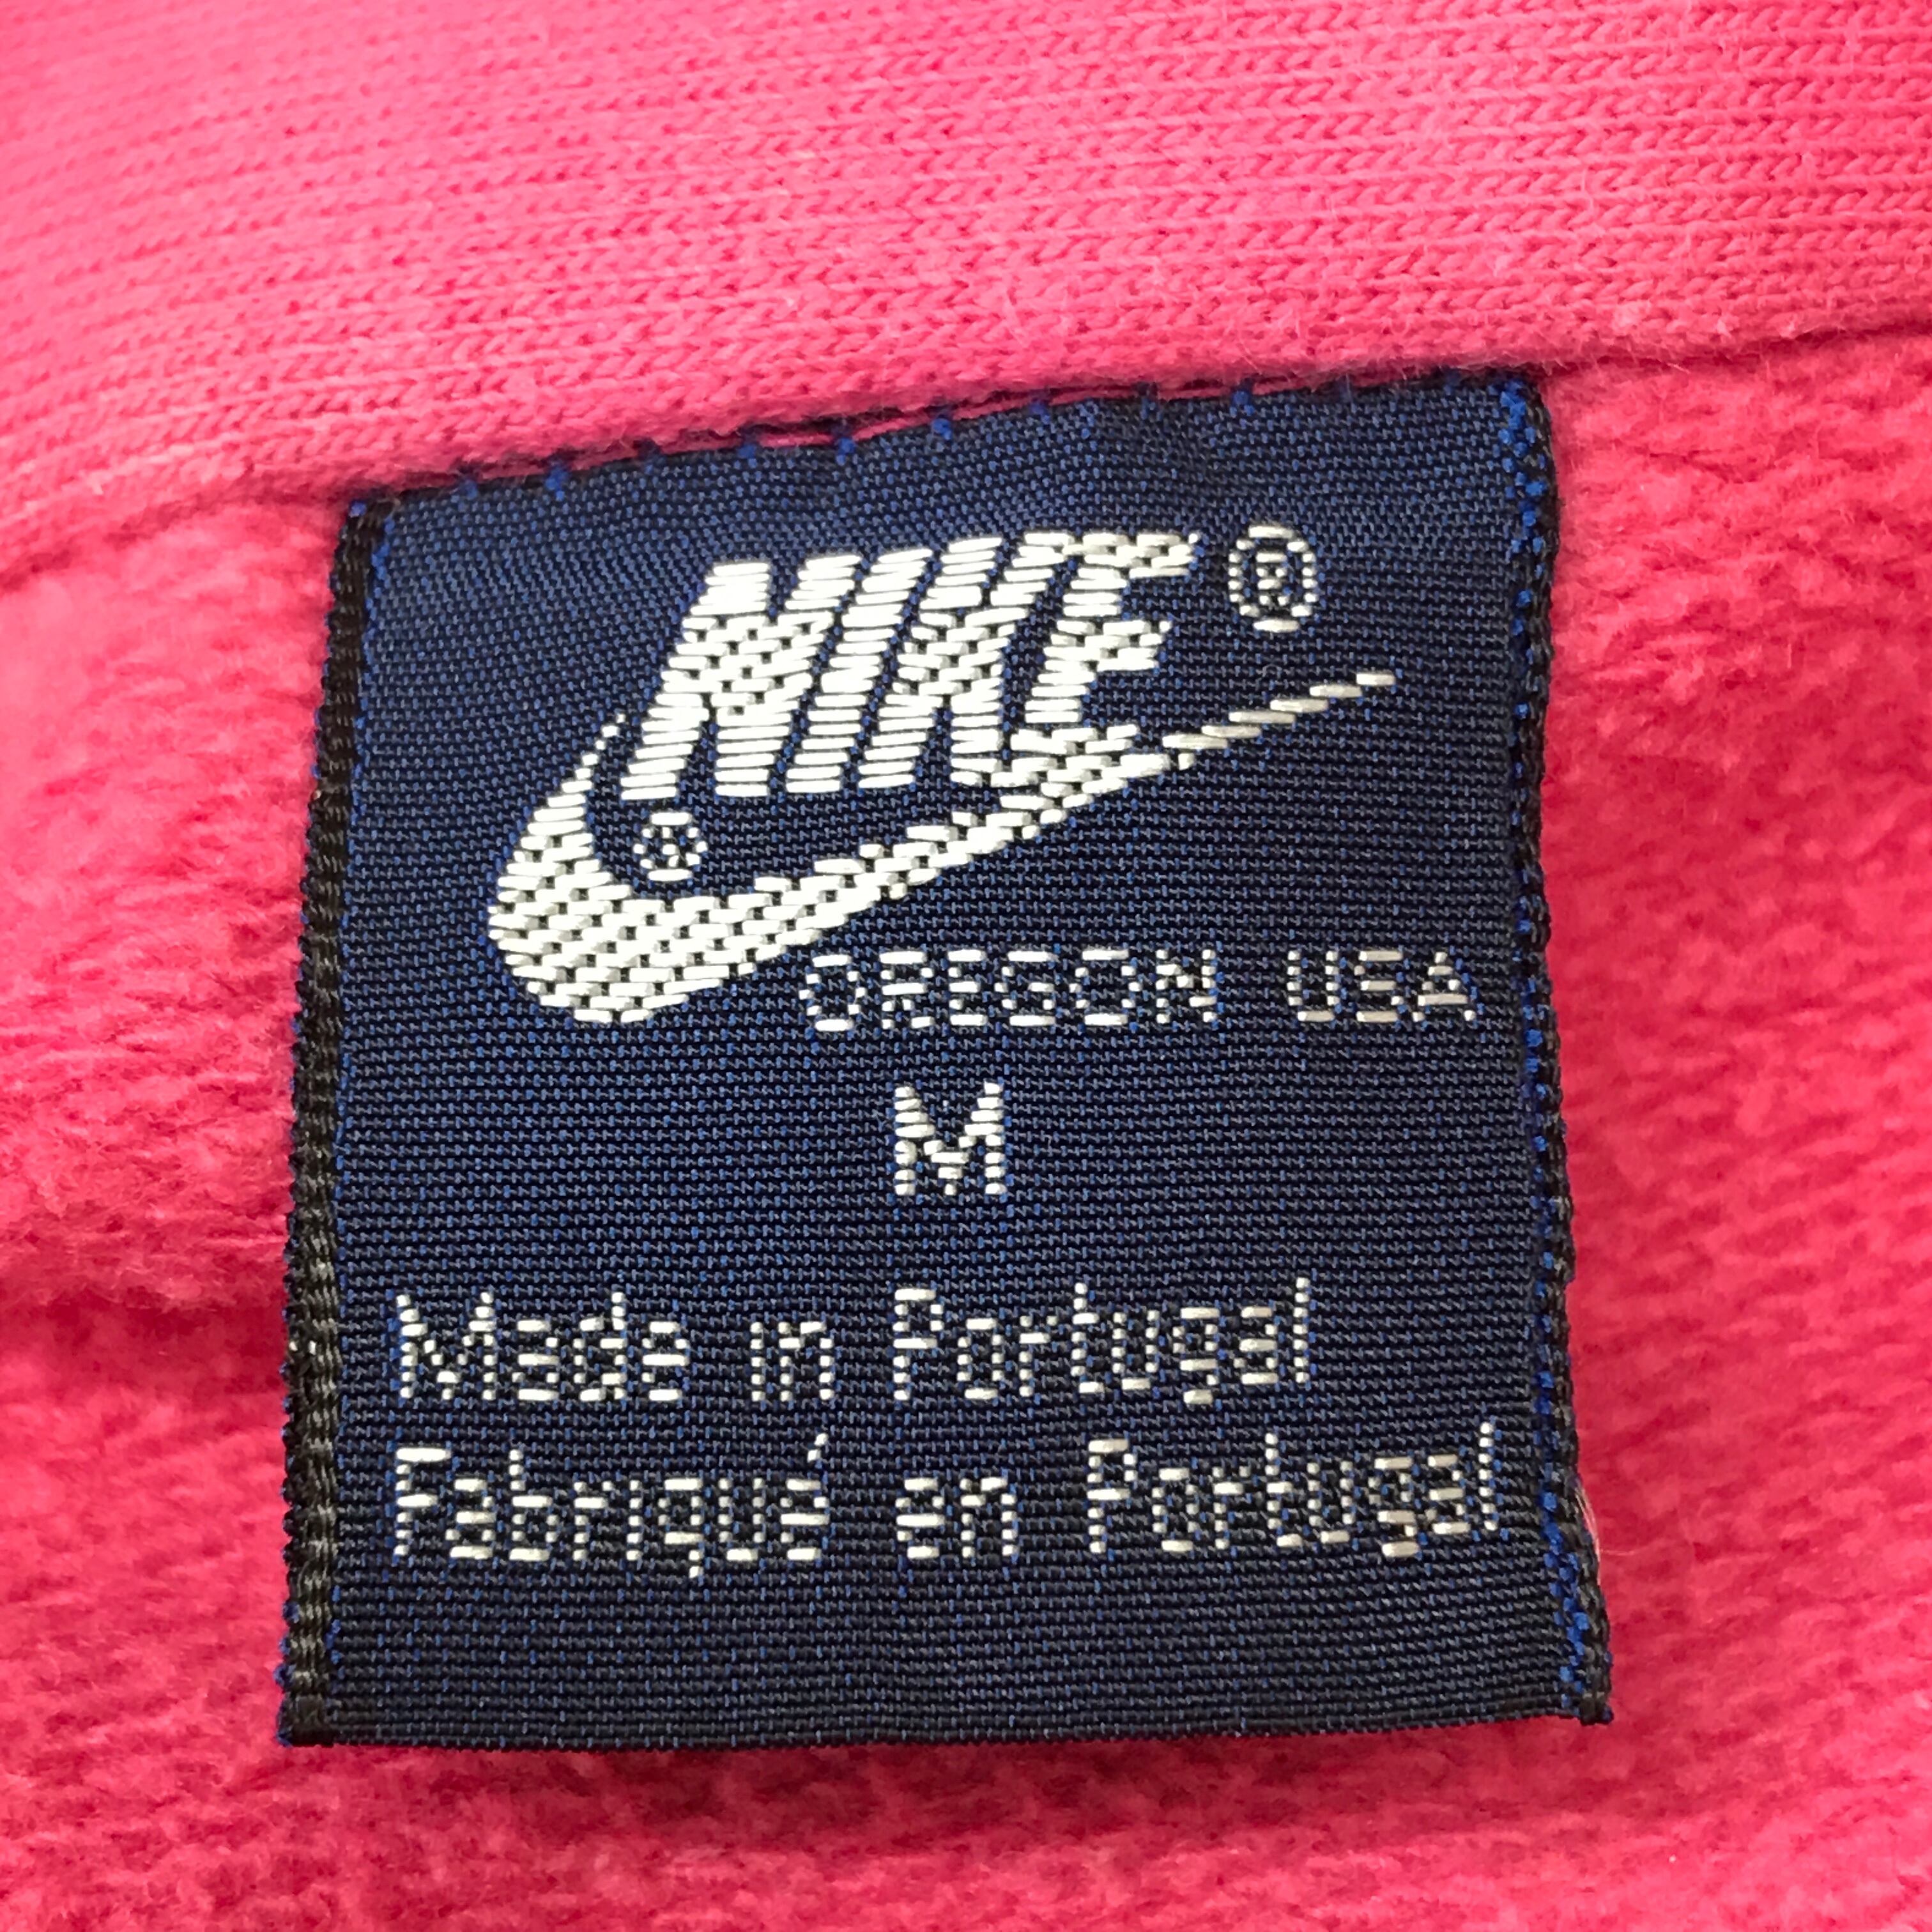 NIKE®
®
OREGON USA
M
Made in Portugal
Fabriqué en Portugal